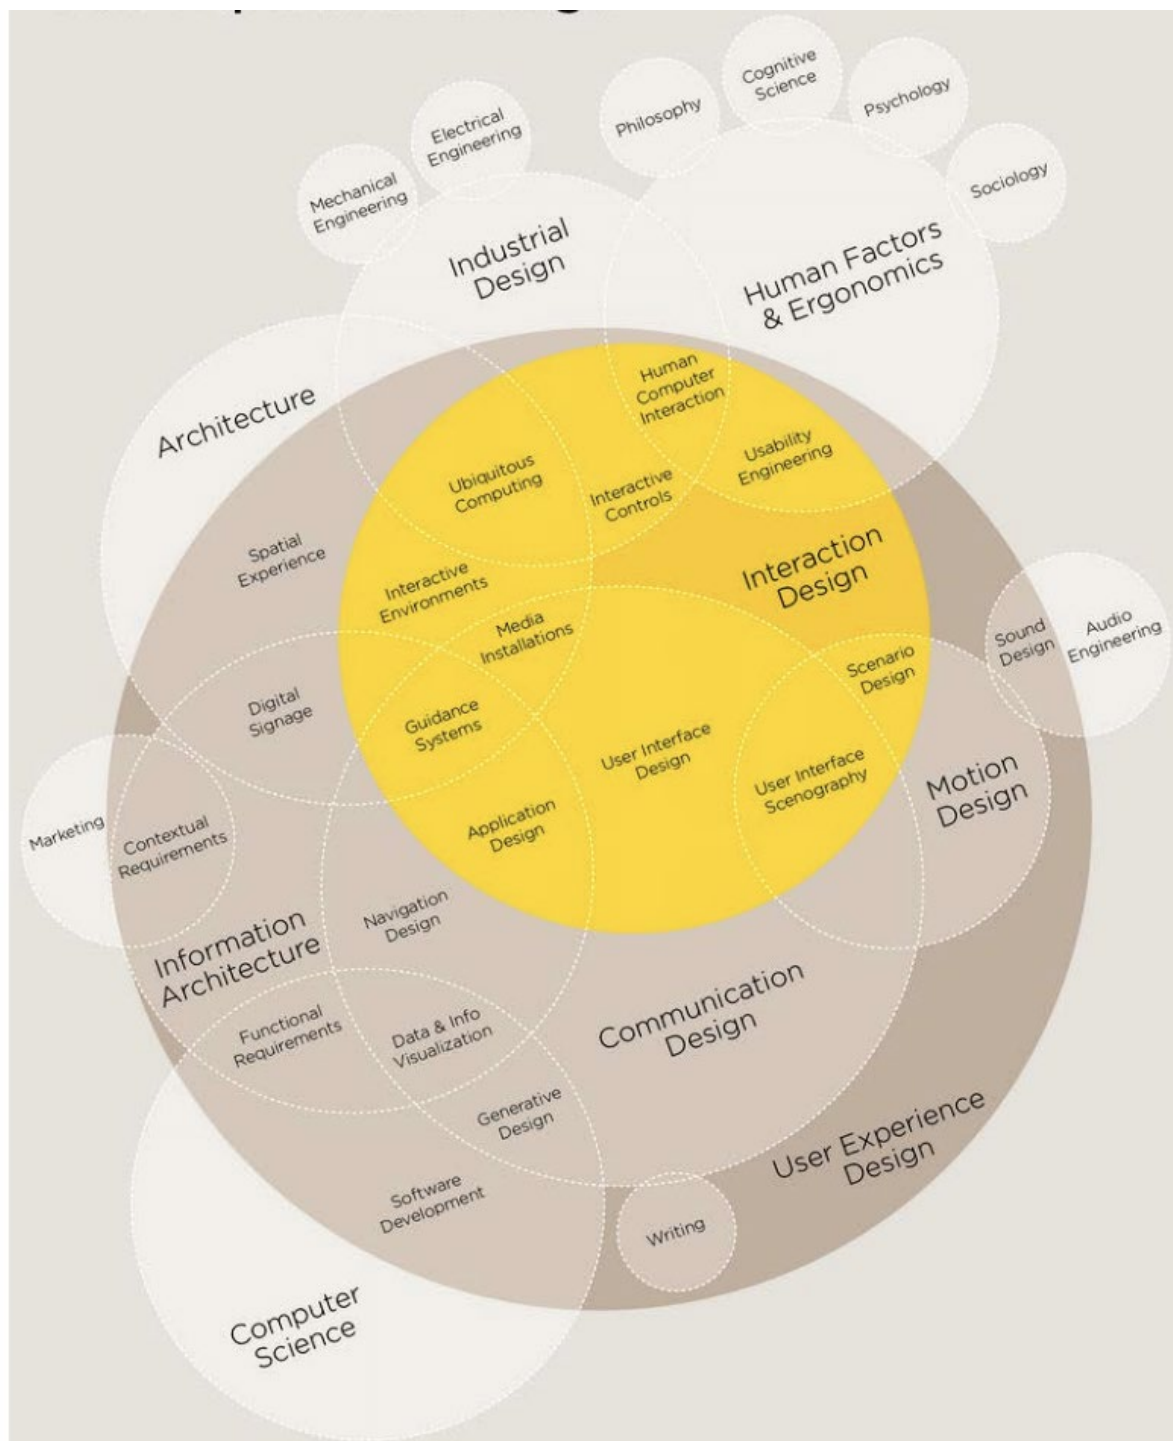 Cognitive
Science
Philosophy
Psychology
Electrical
Engineering
Mechanical
Engineering
Sociology
Industrial
Design
Human Factors
& Ergonomics
Architecture
Human
Computer
Interaction
Usability
Engineering
Ubiquitous
Computing
Interactive
Controls
Spatial
Experience
Interactive
Environments
Interaction
Design
Media
Installations
Scenario
Design
Sound
Design
Audio
Engineering
Digital
Signage
Guidance
Systems
User Interface
Design
User Interface
Scenography
Motion
Design
Marketing
Contextual
Requirements
Application
Design
Navigation
Design
Information
Architecture
Functional
Requirements
Data & Info
Visualization
Communication
Design
Generative
Design
User Experience
Design
Software
Development
Writing
Computer
Science